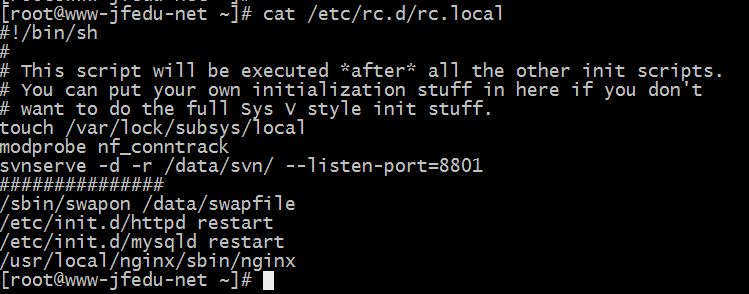 [root@www-jfedu-net ~]# cat /etc/rc.d/rc.local
#!/bin/sh
#
# This script will be executed *after* all the other init scripts.
# You can put your own initialization stuff in here if you don't
# want to do the full Sys V style init stuff.
touch /var/lock/subsys/local
modprobe nf_conntrack
svnserve -d -r /data/svn/ --listen-port=8801
###############
/sbin/swapon /data/swapfile
/etc/init.d/httpd restart
/etc/init.d/mysqld restart
/usr/local/nginx/sbin/nginx
[root@www-jfedu-net ~]#